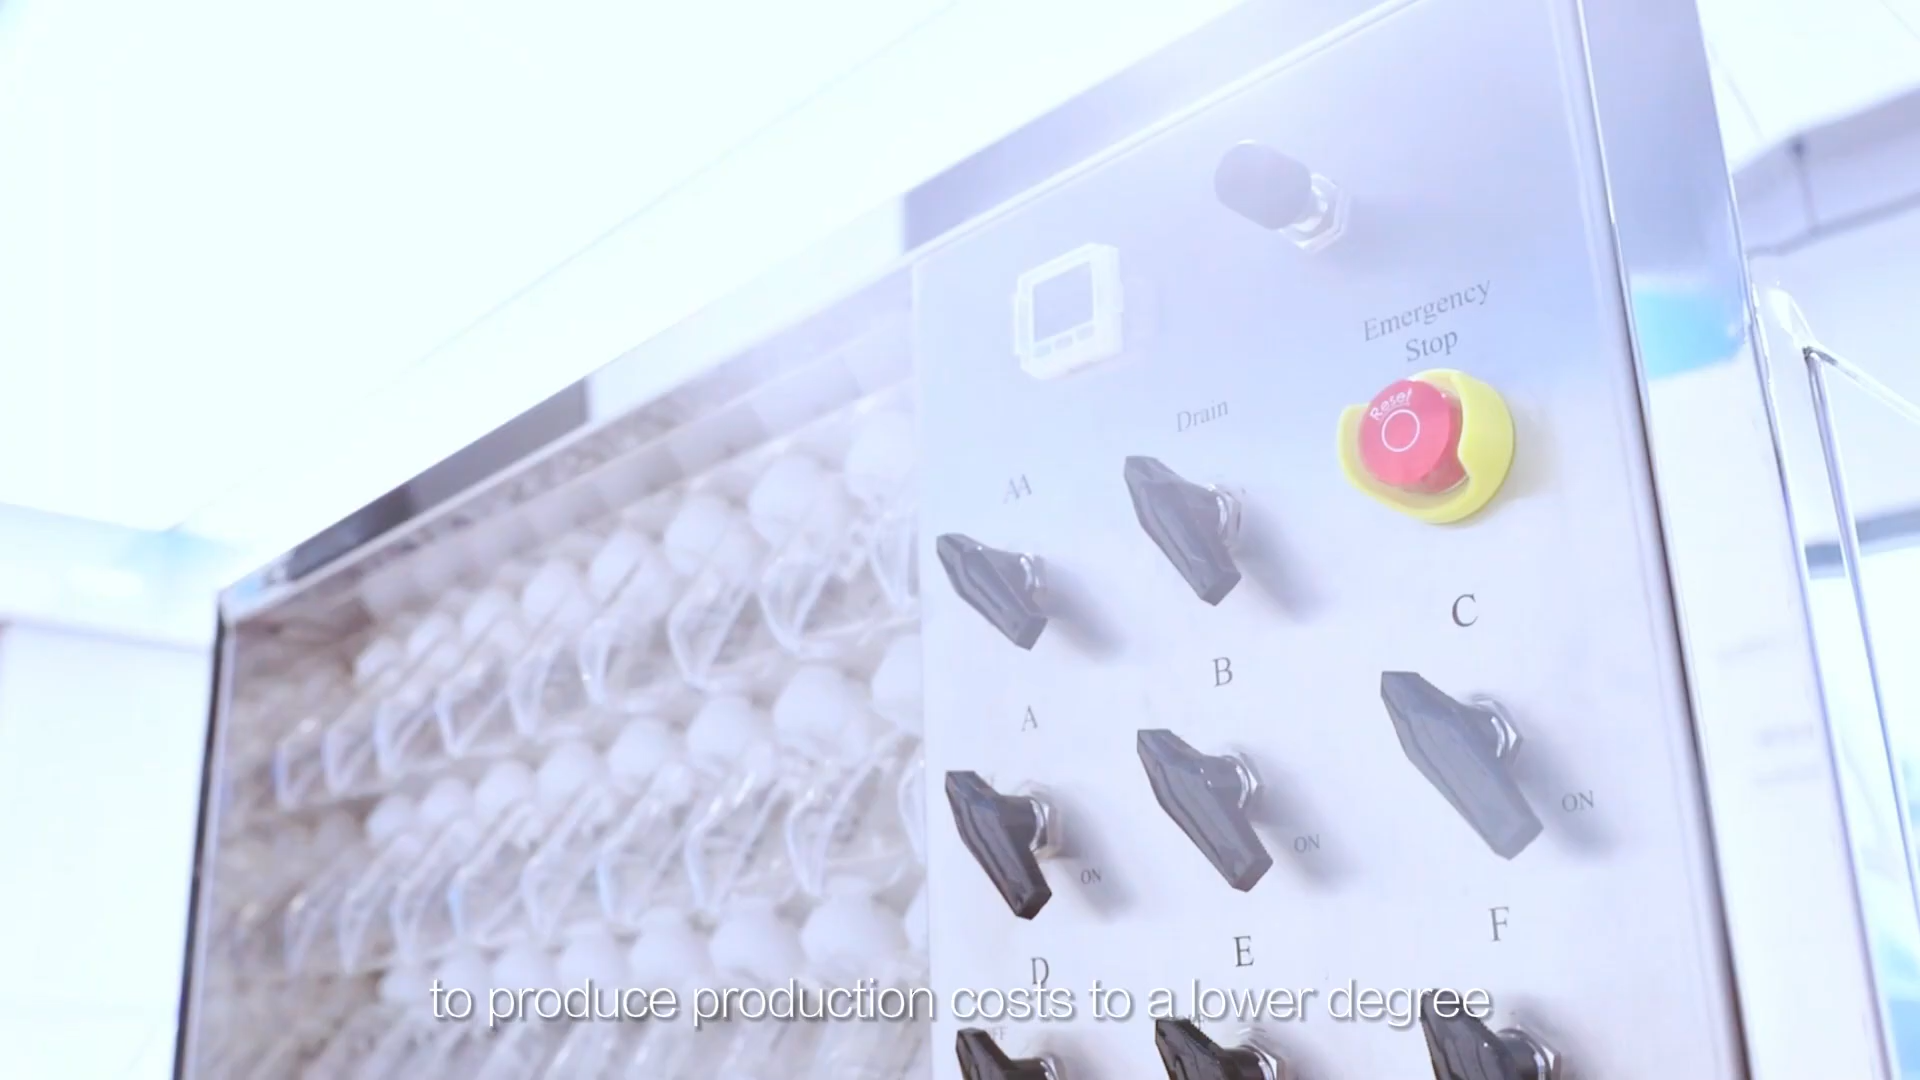 Emergency
Stop
Reset
Drain
AA
C
B
A
ON
ON
ON
F
E
D
to produce production costs to a lower degree